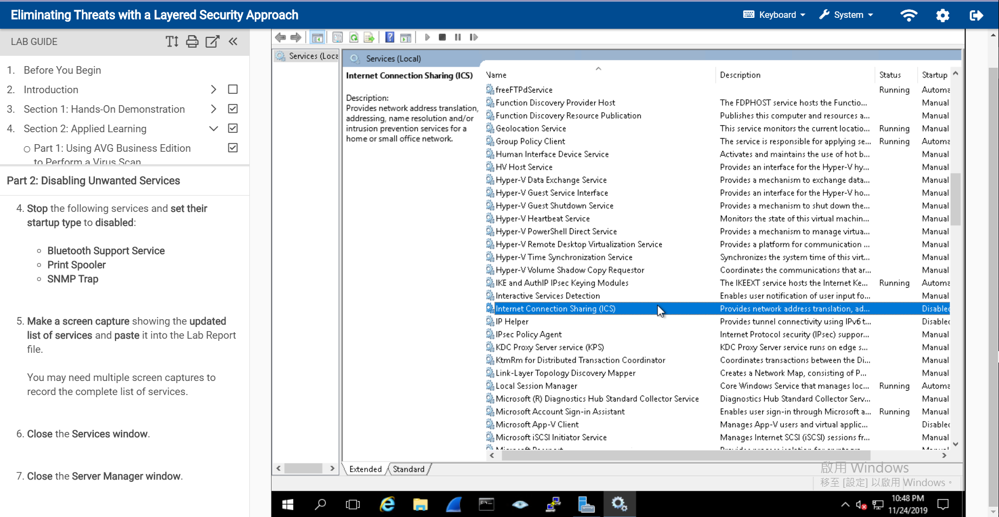 Eliminating Threats with a Layered Security Approach
Keyboard
System
LAB GUIDE
1. Before You Begin
2. Introduction
3. Section 1: Hands-On Demonstration
4. Section 2: Applied Learning
Part 1: Using AVG Business Edition
to Perform a Virus Scan
Part 2: Disabling Unwanted Services
4. Stop the following services and set their
startup type to disabled:
Bluetooth Support Service
Print Spooler
SNMP Trap
5. Make a screen capture showing the updated
list of services and paste it into the Lab Report
file.
You may need multiple screen captures to
record the complete list of services.
6. Close the Services window.
7. Close the Server Manager window.
Services (Loca
Services (Local)
Internet Connection Sharing (ICS)
Description:
Provides network address translation,
addressing, name resolution and/or
intrusion prevention services for a
home or small office network.
Name Description Status Startup
freeFTPdService Running Automa
Function Discovery Provider Host The FDPHOST service hosts the Functio... Manual
Function Discovery Resource Publication Publishes this computer and resources a... Manual
Geolocation Service This service monitors the current locatio... Running Manual
Group Policy Client The service is responsible for applying se... Running Automa
Human Interface Device Service Activates and maintains the use of hot b... Manual
HV Host Service Provides an interface for the Hyper-V hy... Manual
Hyper-V Data Exchange Service Provides a mechanism to exchange data... Manual
Hyper-V Guest Service Interface Provides an interface for the Hyper-V ho... Manual
Hyper-V Guest Shutdown Service Provides a mechanism to shut down the... Manual
Hyper-V Heartbeat Service Monitors the state of this virtual machin... Manual
Hyper-V PowerShell Direct Service Provides a mechanism to manage virtua... Manual
Hyper-V Remote Desktop Virtualization Service Provides a platform for communication ... Manual
Hyper-V Time Synchronization Service Synchronizes the system time of this virt... Manual
Hyper-V Volume Shadow Copy Requestor Coordinates the communications that ar... Manual
IKE and AuthIP IPsec Keying Modules The IKEEXT service hosts the Internet Ke... Running Automa
Interactive Services Detection Enables user notification of user input fo... Manual
Internet Connection Sharing (ICS) Provides network address translation, ad... Disabled
IP Helper Provides tunnel connectivity using IPv6 t... Disabled
IPsec Policy Agent Internet Protocol security (IPsec) suppor... Manual
KDC Proxy Server service (KPS) KDC Proxy Server service runs on edge s... Manual
KtmRm for Distributed Transaction Coordinator Coordinates transactions between the Di... Manual
Link-Layer Topology Discovery Mapper Creates a Network Map, consisting of P... Manual
Local Session Manager Core Windows Service that manages loc... Running Automa
Microsoft (R) Diagnostics Hub Standard Collector Service Diagnostics Hub Standard Collector Serv... Manual
Microsoft Account Sign-in Assistant Enables user sign-in through Microsoft a... Running Manual
Microsoft App-V Client Manages App-V users and virtual applic... Disabled
Microsoft iSCSI Initiator Service Manages Internet SCSI (iSCSI) sessions fr... Manual
Extended Standard
啟用 Windows
移至 [設定] 以啟用 Windows。
10:48 PM
11/24/2019